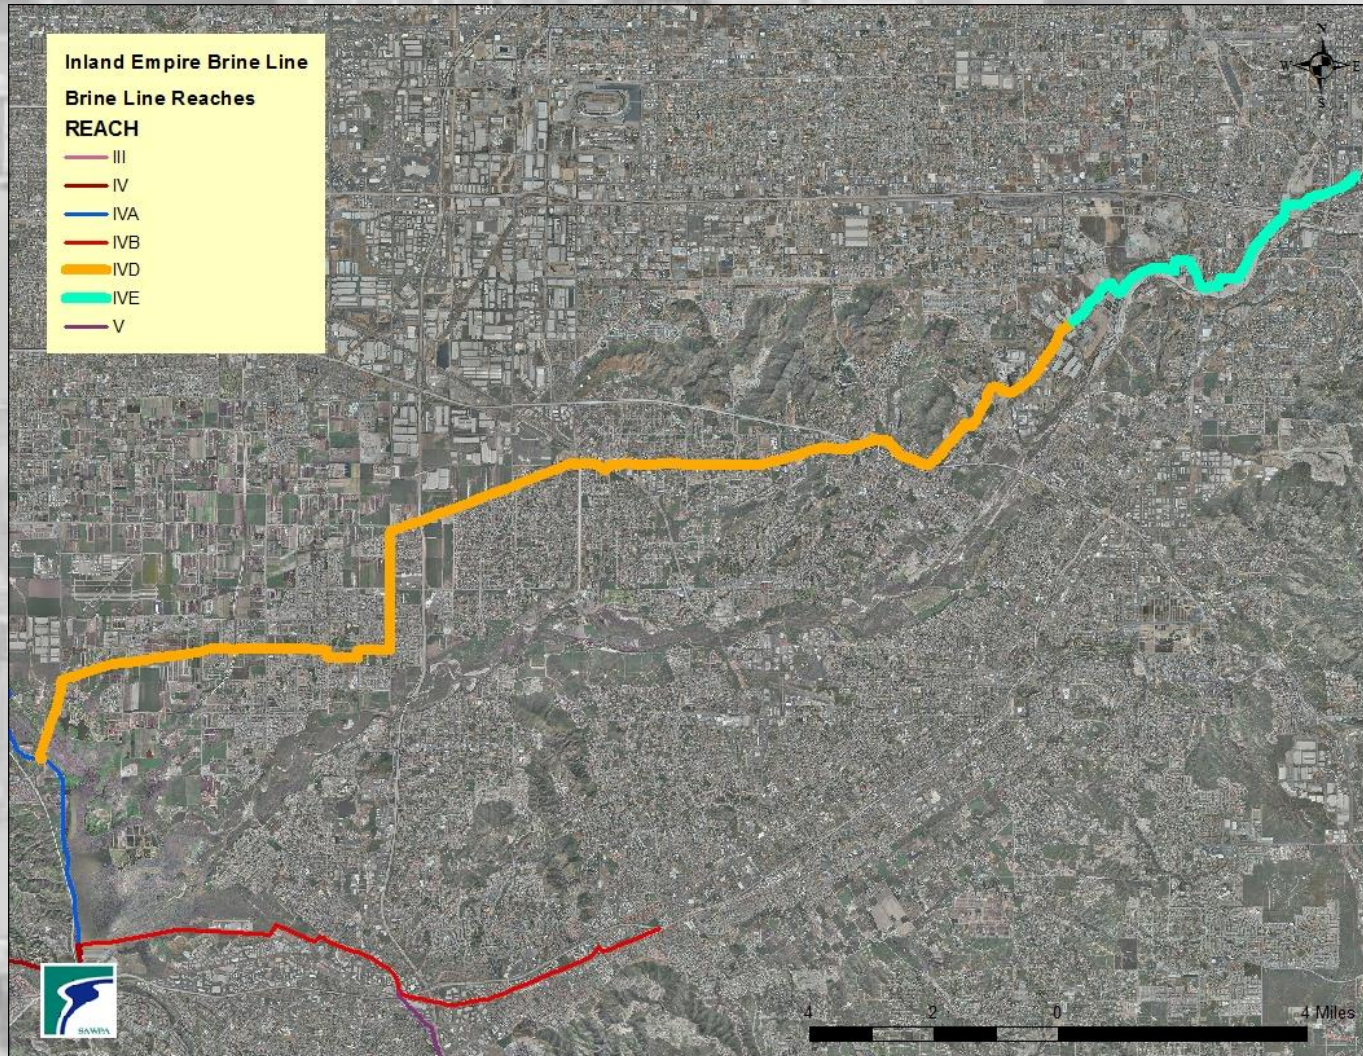 Inland Empire Brine Line
Brine Line Reaches
REACH
III
IV
IVA
IVB
IVD
IVE
V
N
W E
S
SAWPA
4 2 0 4 Miles